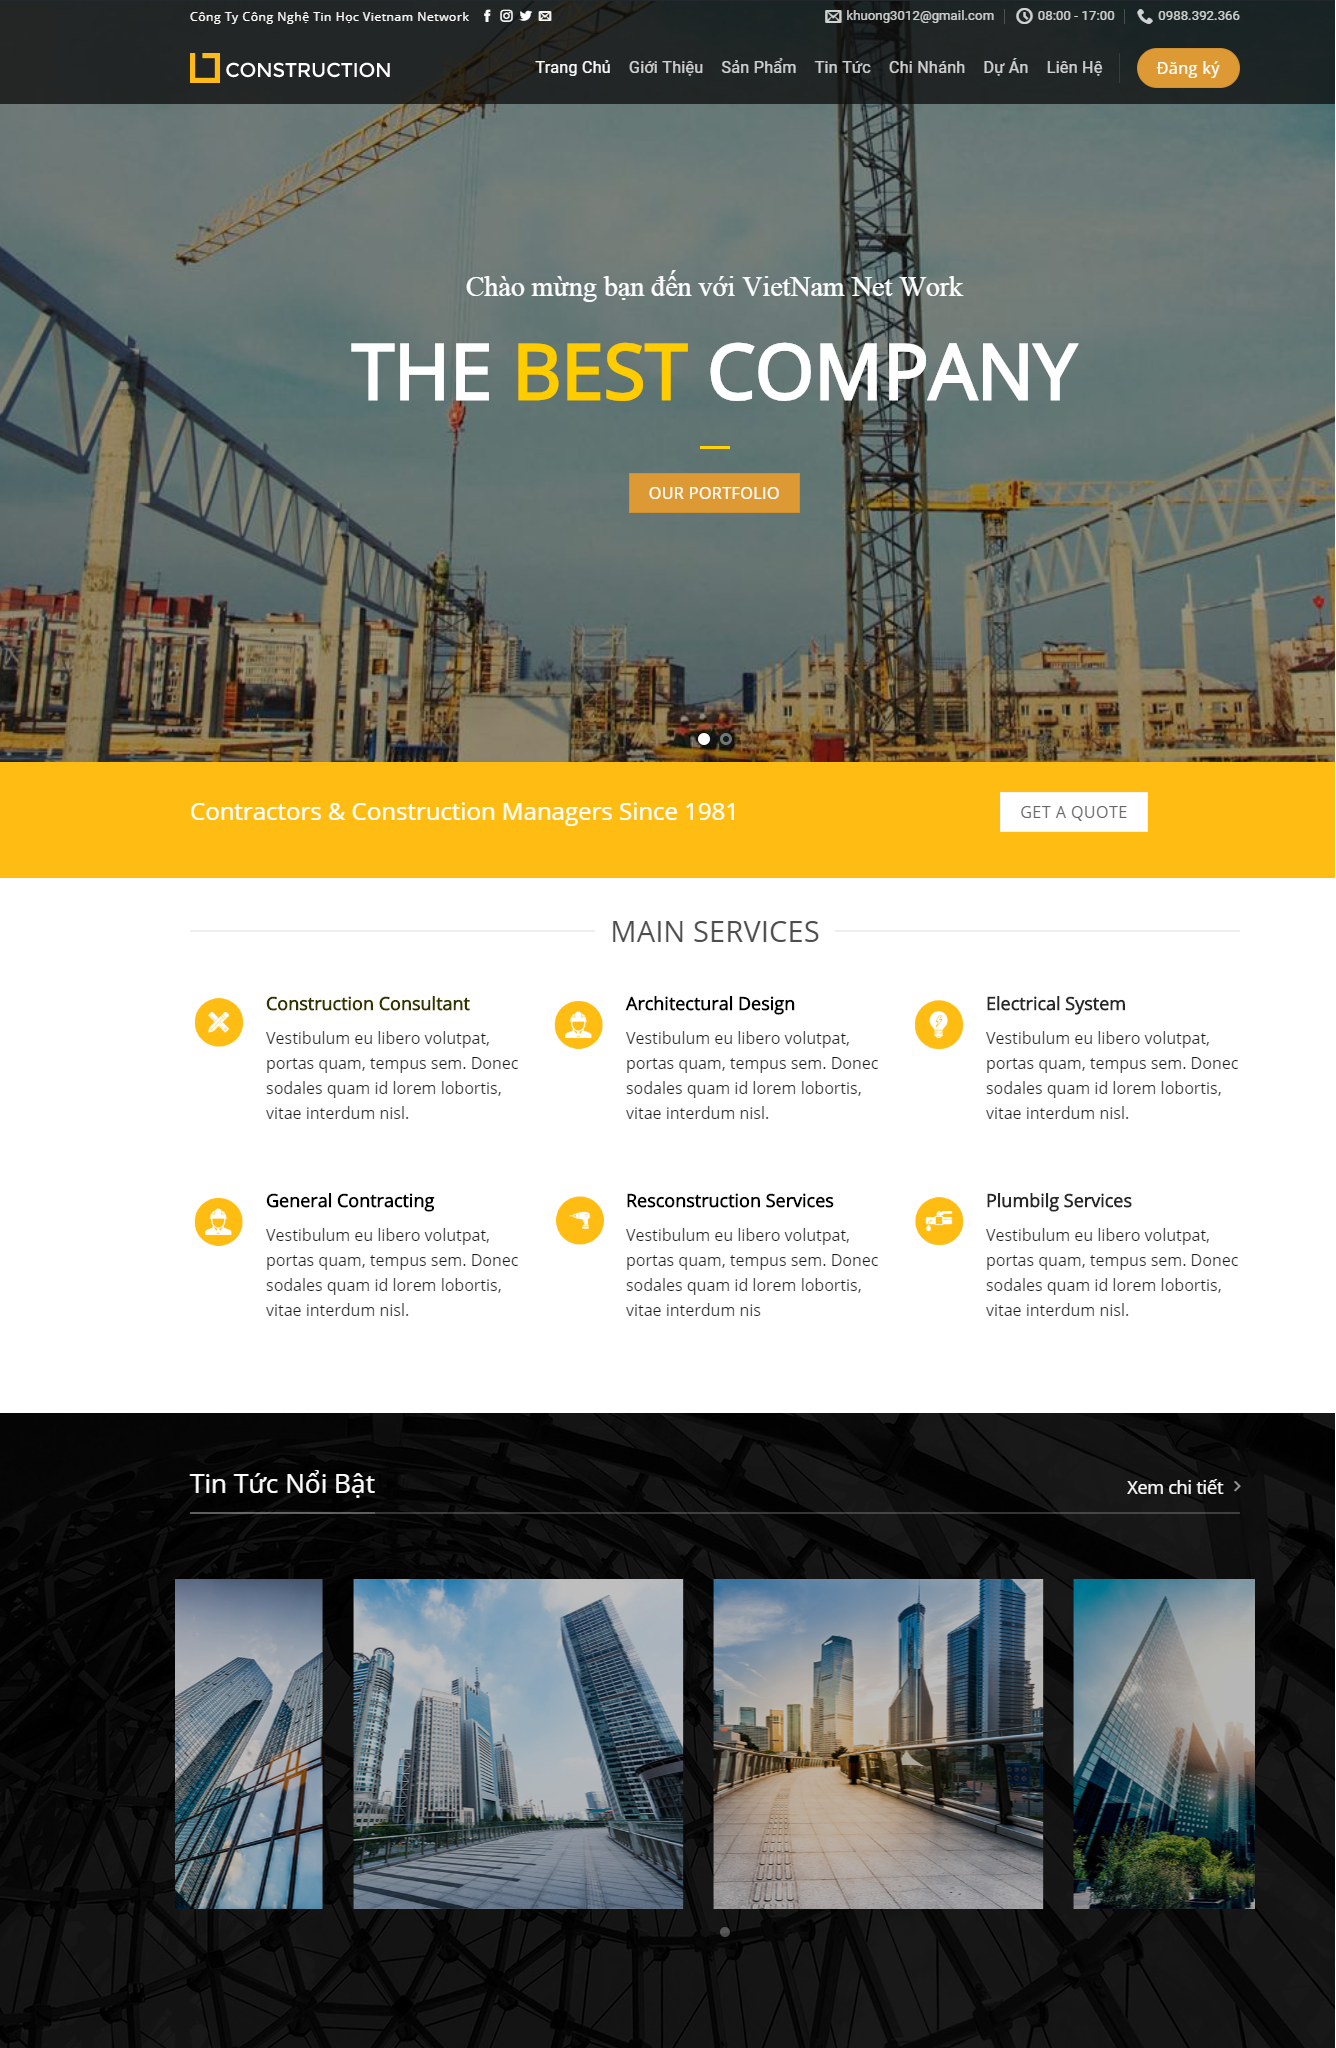 Công Ty Công Nghệ Tin Học Vietnam Network
khuong3012@gmail.com
08:00 - 17:00
0988.392.366
CONSTRUCTION
Trang Chủ
Giới Thiệu
Sản Phẩm
Tin Tức
Chi Nhánh
Dự Án
Liên Hệ
Đăng ký
Chào mừng bạn đến với VietNam Net Work
THE BEST COMPANY
OUR PORTFOLIO
Contractors & Construction Managers Since 1981
GET A QUOTE
MAIN SERVICES
Construction Consultant
Vestibulum eu libero volutpat,
portas quam, tempus sem. Donec
sodales quam id lorem lobortis,
vitae interdum nisl.
Architectural Design
Vestibulum eu libero volutpat,
portas quam, tempus sem. Donec
sodales quam id lorem lobortis,
vitae interdum nisl.
Electrical System
Vestibulum eu libero volutpat,
portas quam, tempus sem. Donec
sodales quam id lorem lobortis,
vitae interdum nisl.
General Contracting
Vestibulum eu libero volutpat,
portas quam, tempus sem. Donec
sodales quam id lorem lobortis,
vitae interdum nisl.
Resconstruction Services
Vestibulum eu libero volutpat,
portas quam, tempus sem. Donec
sodales quam id lorem lobortis,
vitae interdum nis
Plumbilg Services
Vestibulum eu libero volutpat,
portas quam, tempus sem. Donec
sodales quam id lorem lobortis,
vitae interdum nisl.
Tin Tức Nổi Bật
Xem chi tiết